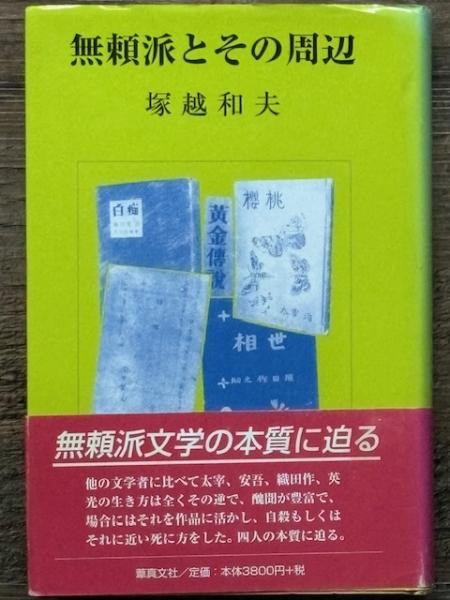 無頼派とその周辺
塚越和夫
白痴
黄金傳説
櫻桃
世相
織田作之助
無頼派文学の本質に迫る
他の文学者に比べて太宰、安吾、織田作、英
光の生き方は全くその逆で、醜聞が豊富で、
場合にはそれを作品に活かし、自殺もしくは
それに近い死に方をした。四人の本質に迫る。
葦真文社/定価:本体3800円+税